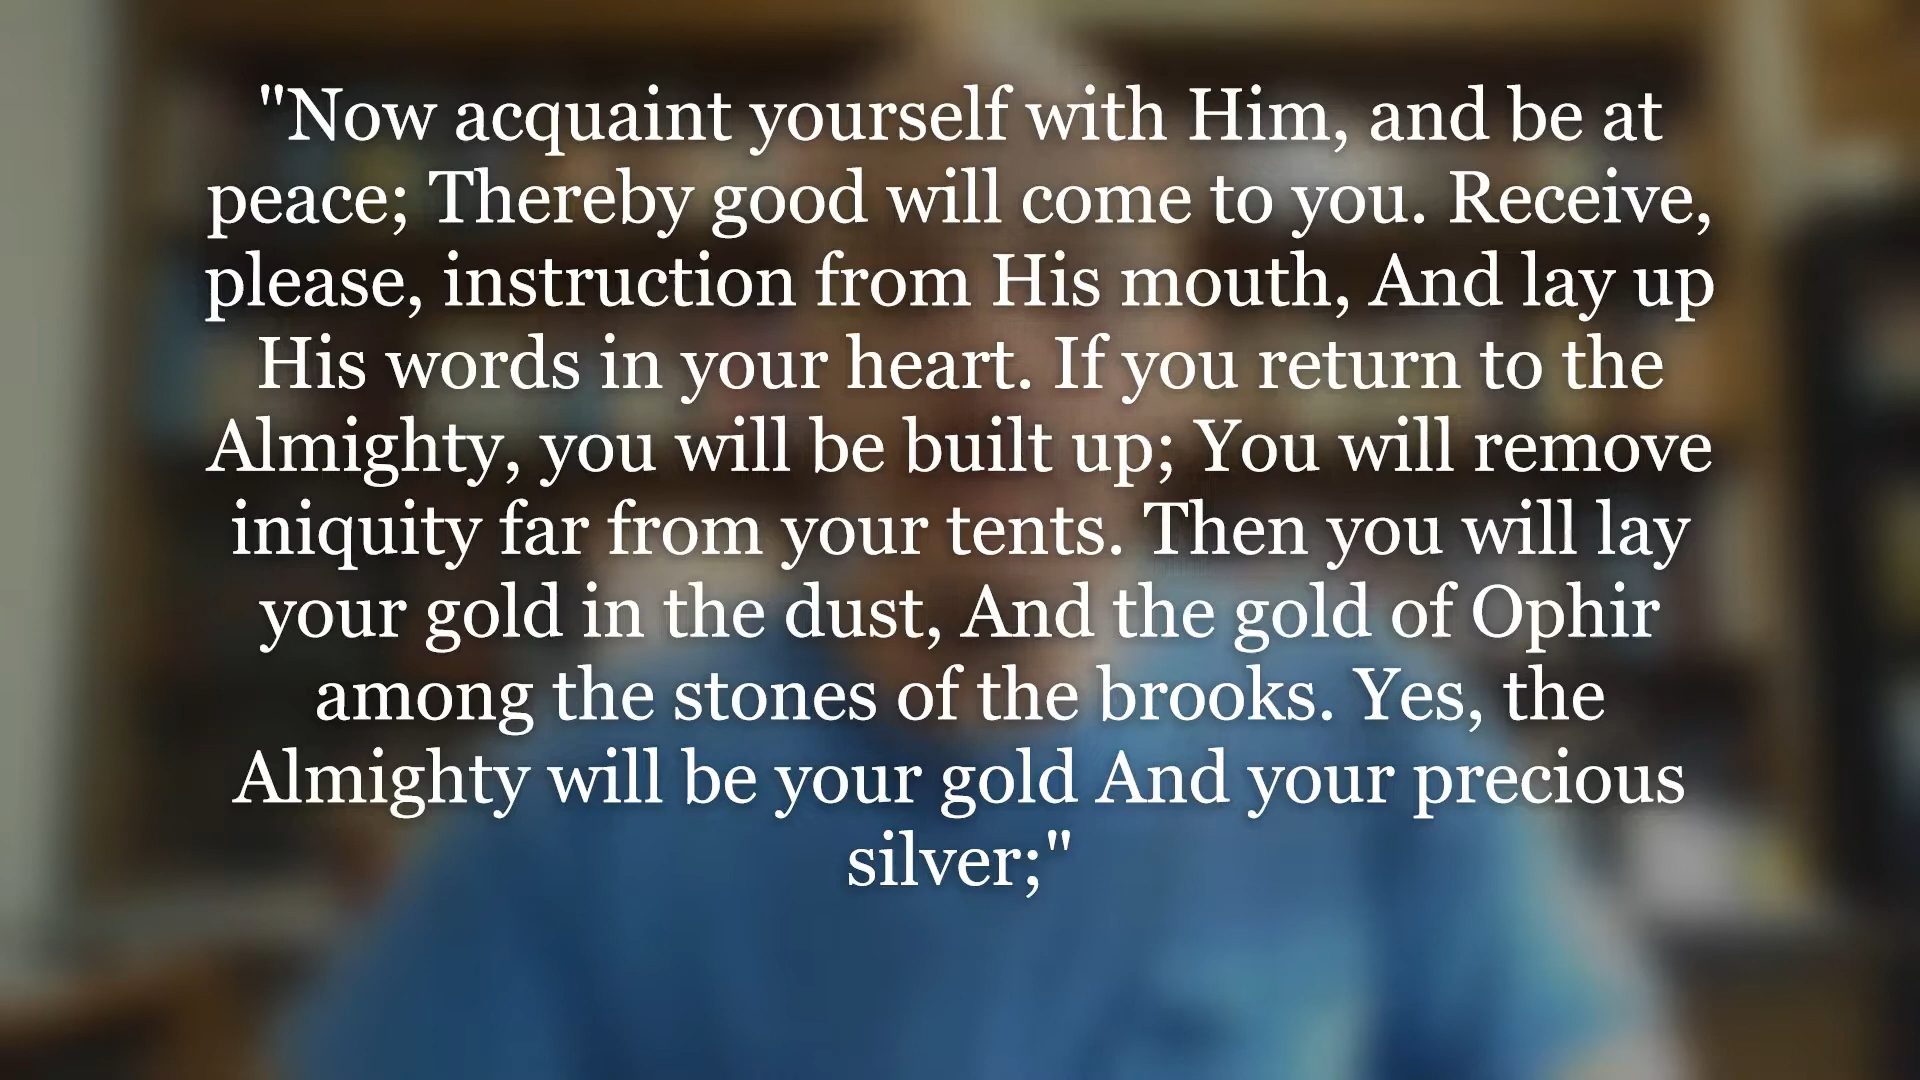 "Now acquaint yourself with Him, and be at
peace; Thereby good will come to you. Receive,
please, instruction from His mouth, And lay up
His words in your heart. If you return to the
Almighty, you will be built up; You will remove
iniquity far from your tents. Then you will lay
your gold in the dust, And the gold of Ophir
among the stones of the brooks. Yes, the
Almighty will be your gold And your precious
silver;"